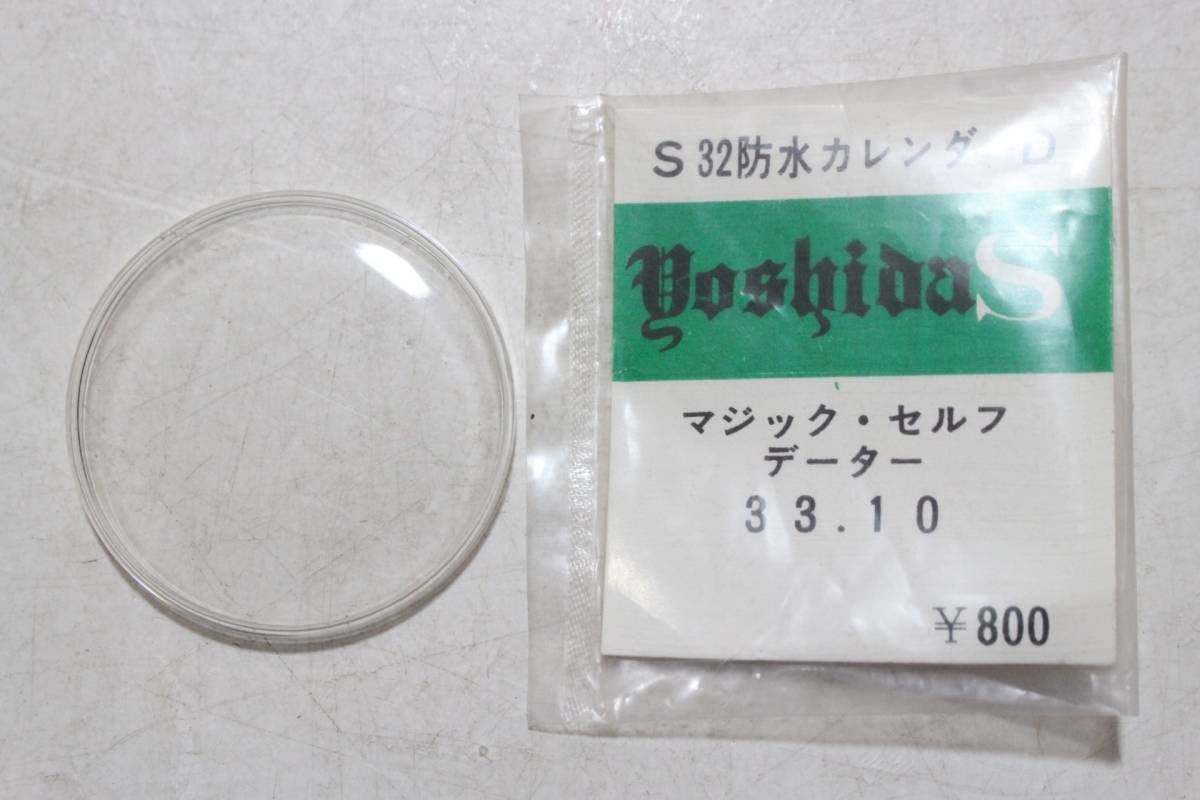 S 32防水カレンダ D
Yoshida S
マジック・セルフ
データー
33.10
¥800